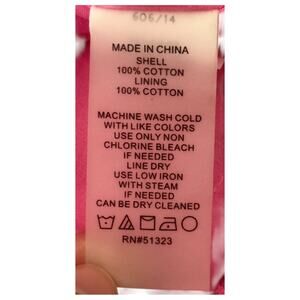 606/14
MADE IN CHINA
SHELL
100% COTTON
LINING
100% COTTON
MACHINE WASH COLD
WITH LIKE COLORS
USE ONLY NON
CHLORINE BLEACH
IF NEEDED
LINE DRY
USE LOW IRON
WITH STEAM
IF NEEDED
CAN BE DRY CLEANED
RN#51323